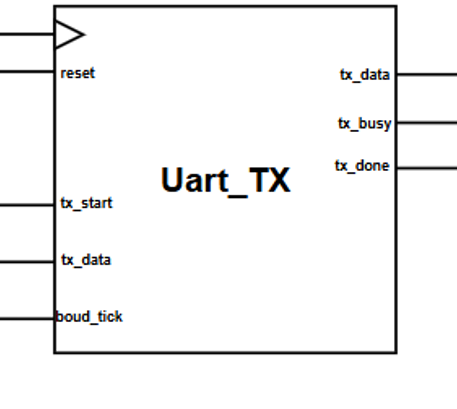 reset
tx_data
tx_busy
tx_done
Uart_TX
tx_start
tx_data
boud_tick